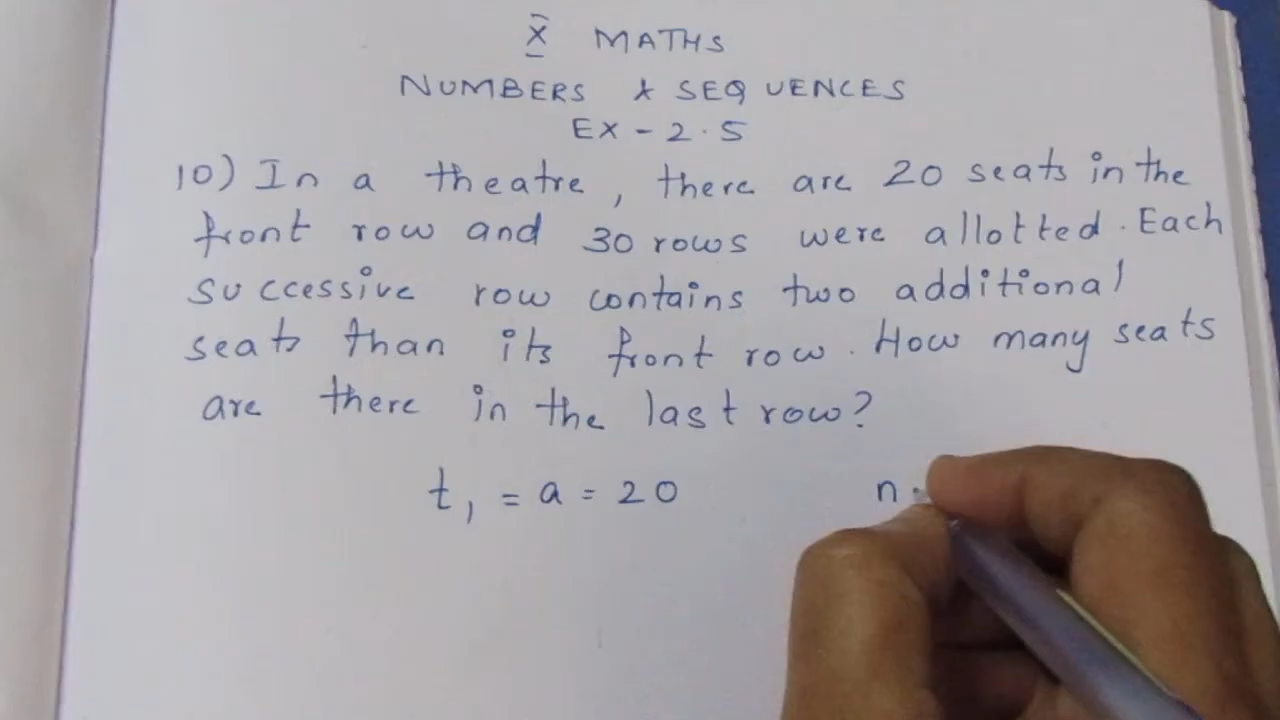 X MATHS
NUMBERS & SEQUENCES
EX - 2.5
10) In a theatre, there are 20 seats in the
front row and 30 rows were allotted. Each
successive row contains two additional
seats than its front row. How many seats
are there in the last row?
t₁ = a = 20 n